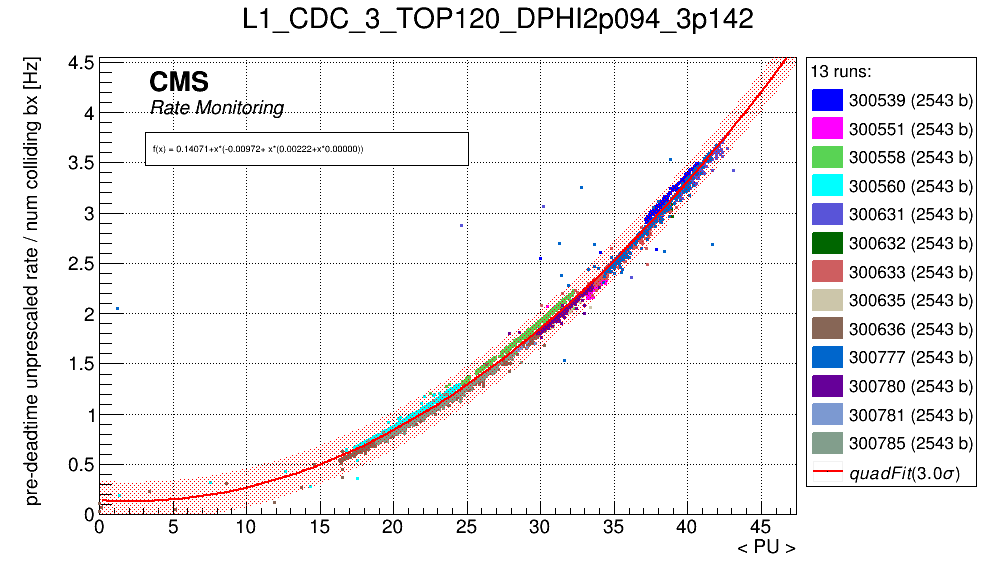 L1_CDC_3_TOP120_DPHI2p094_3p142
pre-deadtime unprescaled rate / num colliding bx [Hz]
CMS
Rate Monitoring
f(x) = 0.14071+x*(-0.00972+ x*(0.00222+x*0.00000))
4.5
4
3.5
3
2.5
2
1.5
1
0.5
0
0
5
10
15
20
25
30
35
40
45
< PU >
13 runs:
300539 (2543 b)
300551 (2543 b)
300558 (2543 b)
300560 (2543 b)
300631 (2543 b)
300632 (2543 b)
300633 (2543 b)
300635 (2543 b)
300636 (2543 b)
300777 (2543 b)
300780 (2543 b)
300781 (2543 b)
300785 (2543 b)
quadFit(3.0σ)